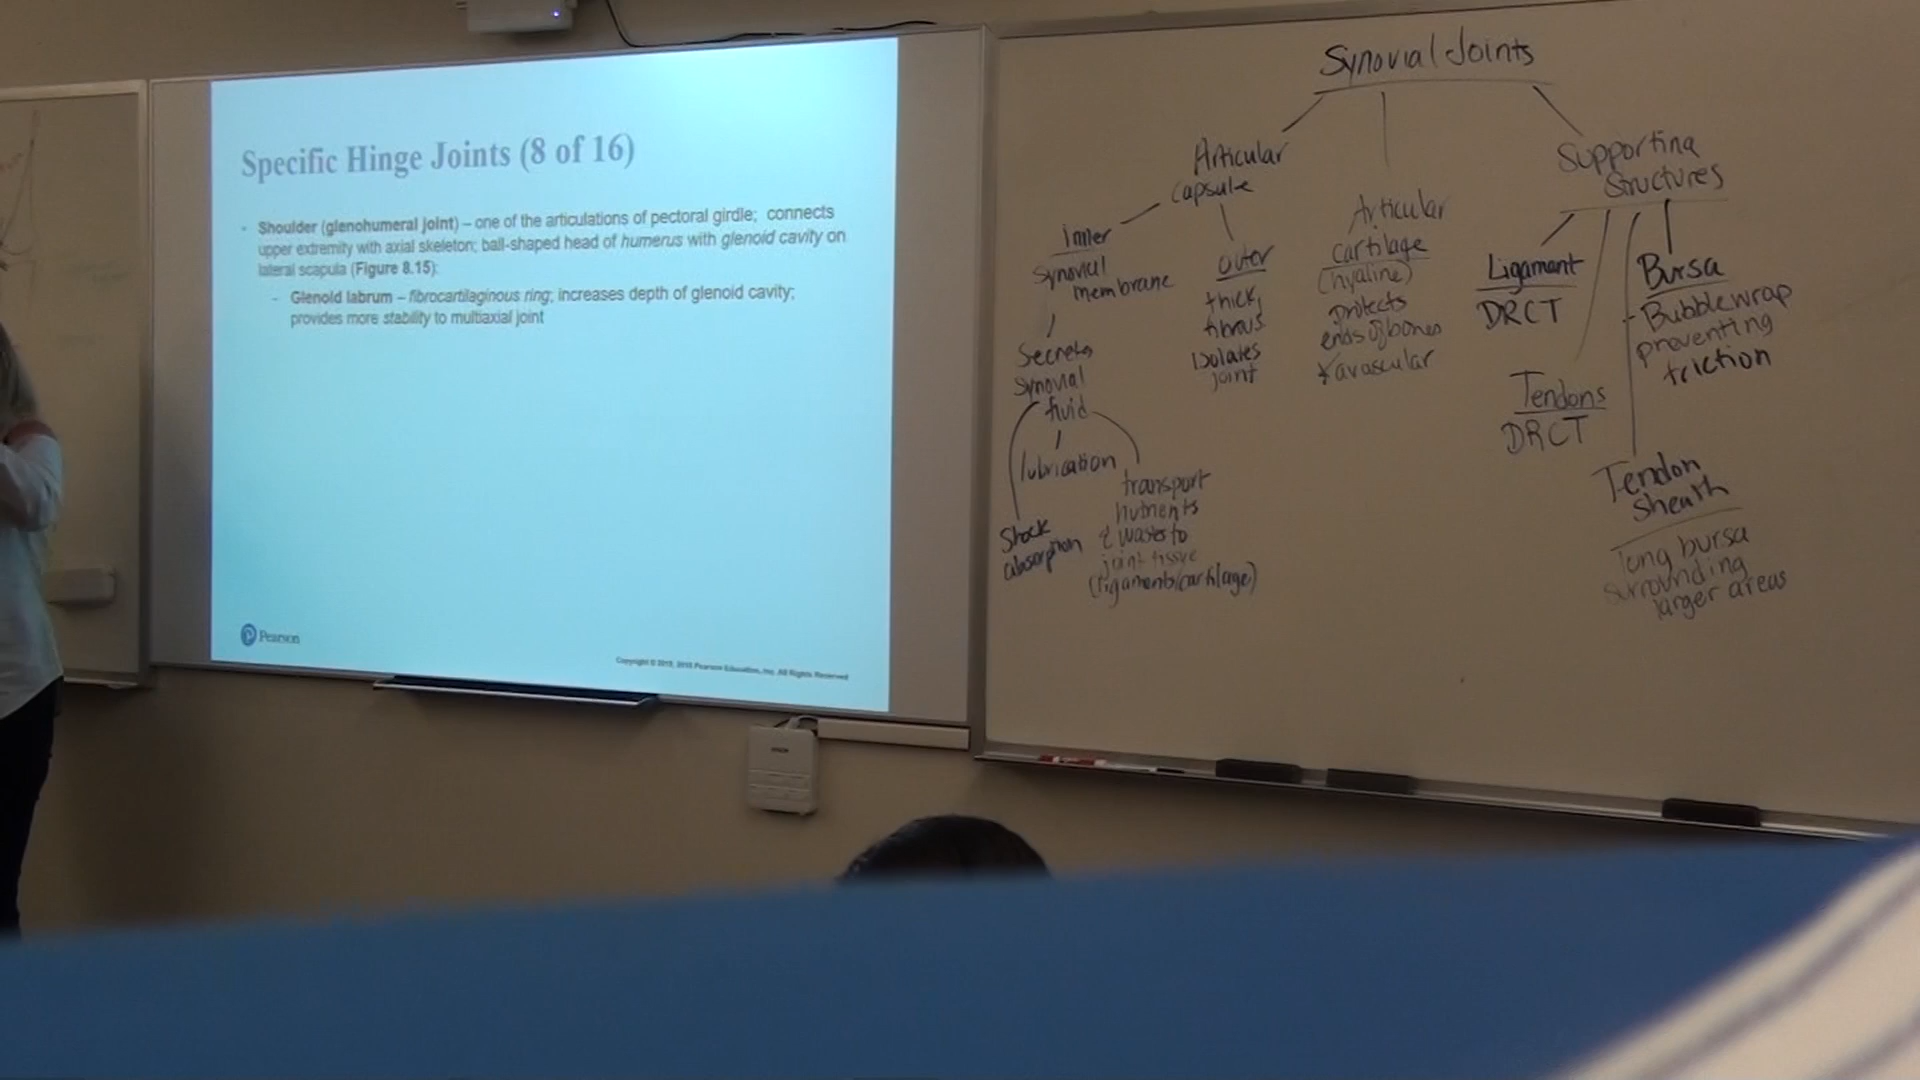 Specific Hinge Joints (8 of 16)
• Shoulder (glenohumeral joint) – one of the articulations of pectoral girdle; connects
upper extremity with axial skeleton; ball-shaped head of humerus with glenoid cavity on
lateral scapula (Figure 8.15):
- Glenoid labrum – fibrocartilaginous ring; increases depth of glenoid cavity;
provides more stability to multiaxial joint
Pearson
Education, Inc. All Rights Reserved
Synovial Joints
Articular
capsule
inner
synovial
membrane
Secretes
synovial
fluid
lubrication
Shock
absorption
transport
nutrients
& wastes to
joint tissue
(ligaments/cartilage)
outer
thick,
fibrous
isolates
joint
Articular
cartilage
(hyaline)
protects
ends of bones
* avascular
Supporting
Structures
Ligament
DRCT
Tendons
DRCT
Tendon
Sheath
long bursa
surrounding
larger areas
Bursa
- Bubblewrap
preventing
friction